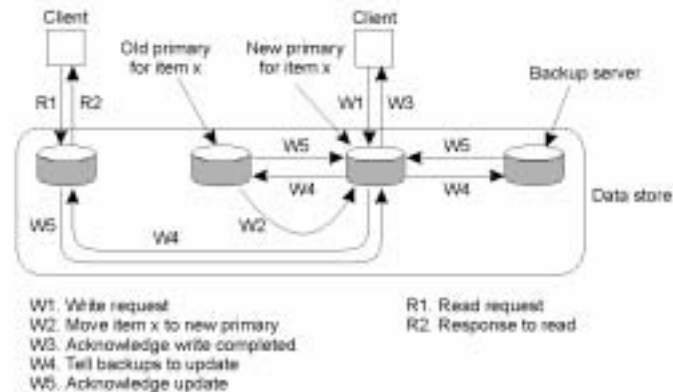 Client
Client
Old primary
for item x
New primary
for item x
Backup server
R1
R2
W1
W3
W5
W5
W4
W4
W5
W4
W2
Data store
W1. Write request
W2. Move item x to new primary
W3. Acknowledge write completed
W4. Tell backups to update
W5. Acknowledge update
R1. Read request
R2. Response to read